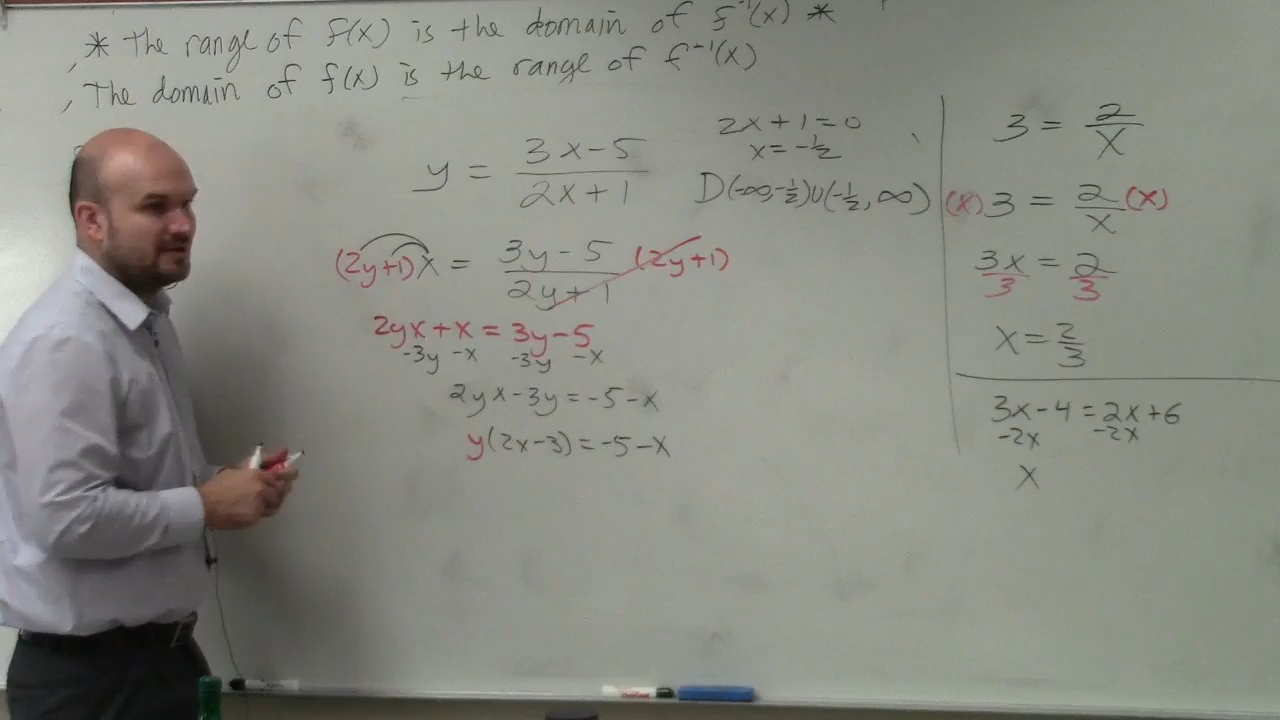 * The range of f(x) is the domain of f⁻¹(x) *
, The domain of f(x) is the range of f⁻¹(x)
y = (3x-5)/(2x+1)
2x+1=0
x=-1/2
D(-∞,-1/2)∪(-1/2,∞)
(2y+1)x = (3y-5)/(2y+1) (2y+1)
2yx+x = 3y-5
-3y -x -3y -x
2yx-3y=-5-x
y(2x-3)=-5-x
3 = 2/x
(x)3 = 2/x(x)
3x/3 = 2/3
x=2/3
3x-4=2x+6
-2x -2x
x